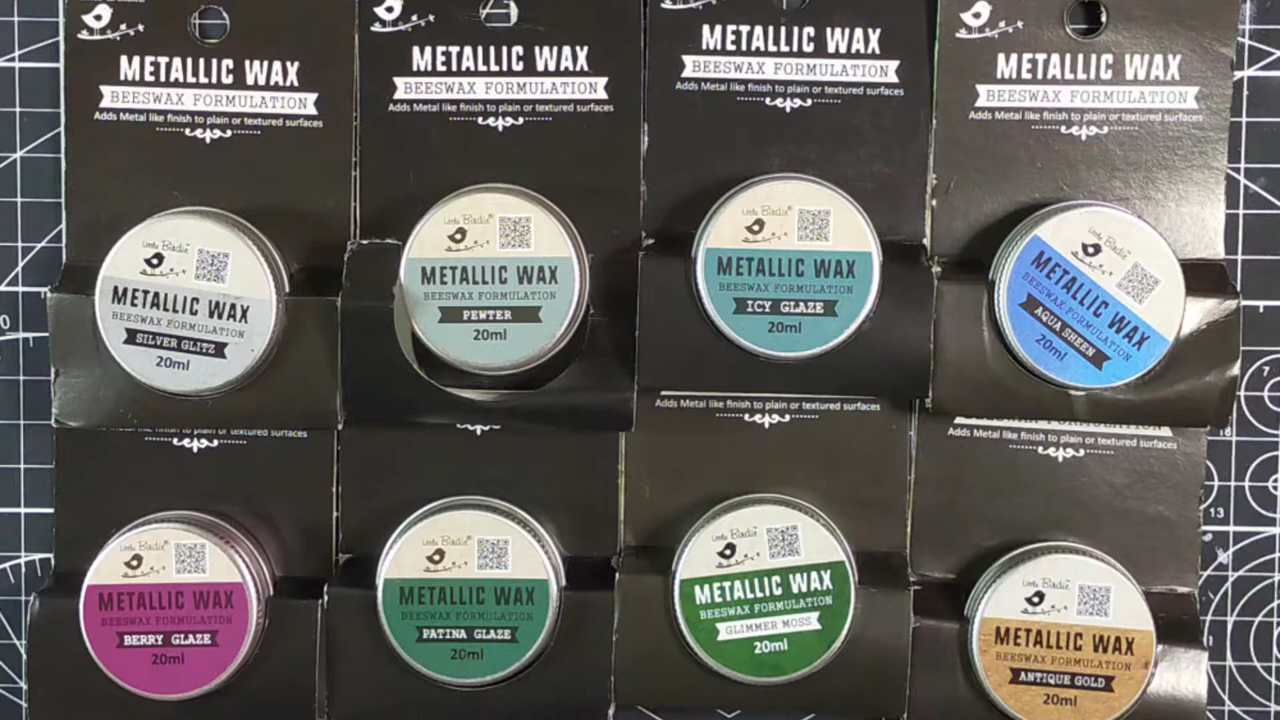 METALLIC WAX
BEESWAX FORMULATION
Adds Metal like finish to plain or textured surfaces
Little Birdie
METALLIC WAX
BEESWAX FORMULATION
SILVER GLITZ
20ml
METALLIC WAX
BEESWAX FORMULATION
Adds Metal like finish to plain or textured surfaces
Little Birdie
METALLIC WAX
BEESWAX FORMULATION
PEWTER
20ml
METALLIC WAX
BEESWAX FORMULATION
Adds Metal like finish to plain or textured surfaces
Little Birdie
METALLIC WAX
BEESWAX FORMULATION
ICY GLAZE
20ml
METALLIC WAX
BEESWAX FORMULATION
Adds Metal like finish to plain or textured surfaces
Little Birdie
METALLIC WAX
BEESWAX FORMULATION
AQUA SHEEN
20ml
Little Birdie
METALLIC WAX
BEESWAX FORMULATION
BERRY GLAZE
20ml
Little Birdie
METALLIC WAX
BEESWAX FORMULATION
PATINA GLAZE
20ml
Adds Metal like finish to plain or textured surfaces
Little Birdie
METALLIC WAX
BEESWAX FORMULATION
GLIMMER MOSS
20ml
Adds Metal like finish to plain or textured surfaces
Little Birdie
METALLIC WAX
BEESWAX FORMULATION
ANTIQUE GOLD
20ml
7
13